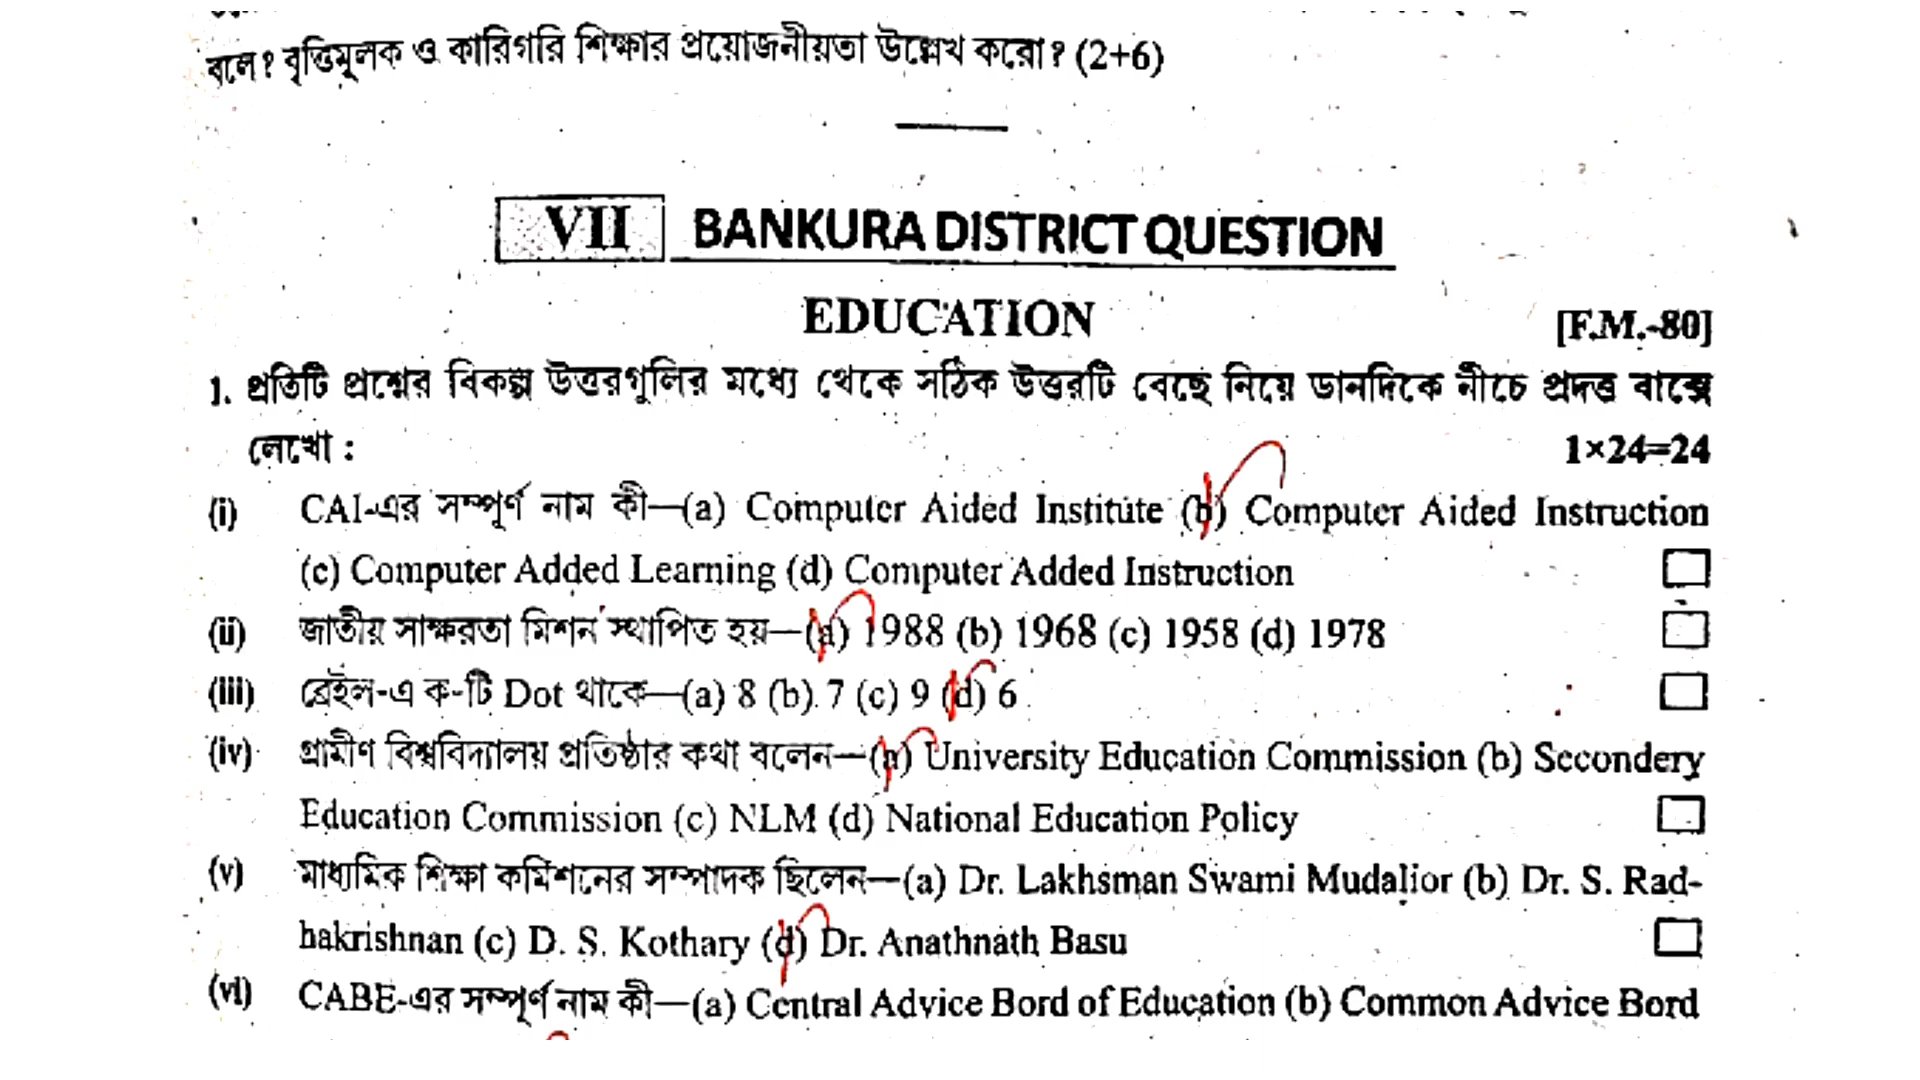 বলে? বৃত্তিমূলক ও কারিগরি শিক্ষার প্রয়োজনীয়তা উল্লেখ করো? (2+6)
VII BANKURA DISTRICT QUESTION
EDUCATION
[F.M.-80]
1. প্রতিটি প্রশ্নের বিকল্প উত্তরগুলির মধ্যে থেকে সঠিক উত্তরটি বেছে নিয়ে ডানদিকে নীচে প্রদত্ত বাক্সে
লেখো : 1×24=24
(i) CAI-এর সম্পূর্ণ নাম কী—(a) Computer Aided Institute (b) Computer Aided Instruction
(c) Computer Added Learning (d) Computer Added Instruction
(ii) জাতীয় সাক্ষরতা মিশন স্থাপিত হয়—(a) 1988 (b) 1968 (c) 1958 (d) 1978
(iii) ব্রেইল-এ ক-টি Dot থাকে—(a) 8 (b) 7 (c) 9 (d) 6
(iv) গ্রামীণ বিশ্ববিদ্যালয় প্রতিষ্ঠার কথা বলেন—(a) University Education Commission (b) Secondery
Education Commission (c) NLM (d) National Education Policy
(v) মাধ্যমিক শিক্ষা কমিশনের সম্পাদক ছিলেন—(a) Dr. Lakhsman Swami Mudalior (b) Dr. S. Rad-
hakrishnan (c) D. S. Kothary (d) Dr. Anathnath Basu
(vi) CABE-এর সম্পূর্ণ নাম কী—(a) Central Advice Bord of Education (b) Common Advice Bord